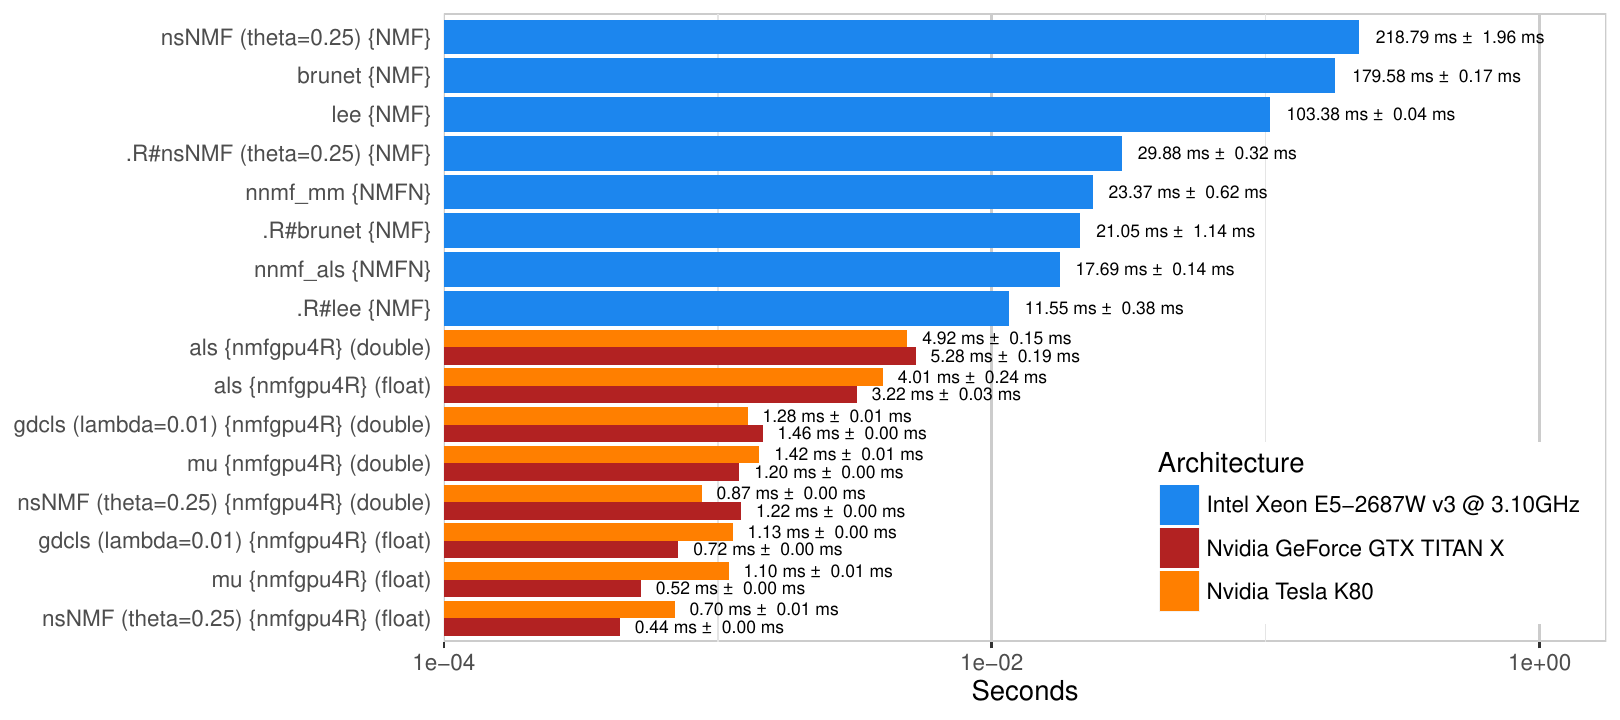 nsNMF (theta=0.25) {NMF} 218.79 ms ± 1.96 ms
brunet {NMF} 179.58 ms ± 0.17 ms
lee {NMF} 103.38 ms ± 0.04 ms
.R#nsNMF (theta=0.25) {NMF} 29.88 ms ± 0.32 ms
nnmf_mm {NMFN} 23.37 ms ± 0.62 ms
.R#brunet {NMF} 21.05 ms ± 1.14 ms
nnmf_als {NMFN} 17.69 ms ± 0.14 ms
.R#lee {NMF} 11.55 ms ± 0.38 ms
als {nmfgpu4R} (double) 4.92 ms ± 0.15 ms
5.28 ms ± 0.19 ms
als {nmfgpu4R} (float) 4.01 ms ± 0.24 ms
3.22 ms ± 0.03 ms
gdcls (lambda=0.01) {nmfgpu4R} (double) 1.28 ms ± 0.01 ms
1.46 ms ± 0.00 ms
mu {nmfgpu4R} (double) 1.42 ms ± 0.01 ms
1.20 ms ± 0.00 ms
nsNMF (theta=0.25) {nmfgpu4R} (double) 0.87 ms ± 0.00 ms
1.22 ms ± 0.00 ms
gdcls (lambda=0.01) {nmfgpu4R} (float) 1.13 ms ± 0.00 ms
0.72 ms ± 0.00 ms
mu {nmfgpu4R} (float) 1.10 ms ± 0.01 ms
0.52 ms ± 0.00 ms
nsNMF (theta=0.25) {nmfgpu4R} (float) 0.70 ms ± 0.01 ms
0.44 ms ± 0.00 ms
Architecture
Intel Xeon E5−2687W v3 @ 3.10GHz
Nvidia GeForce GTX TITAN X
Nvidia Tesla K80
1e−04 1e−02 1e+00
Seconds